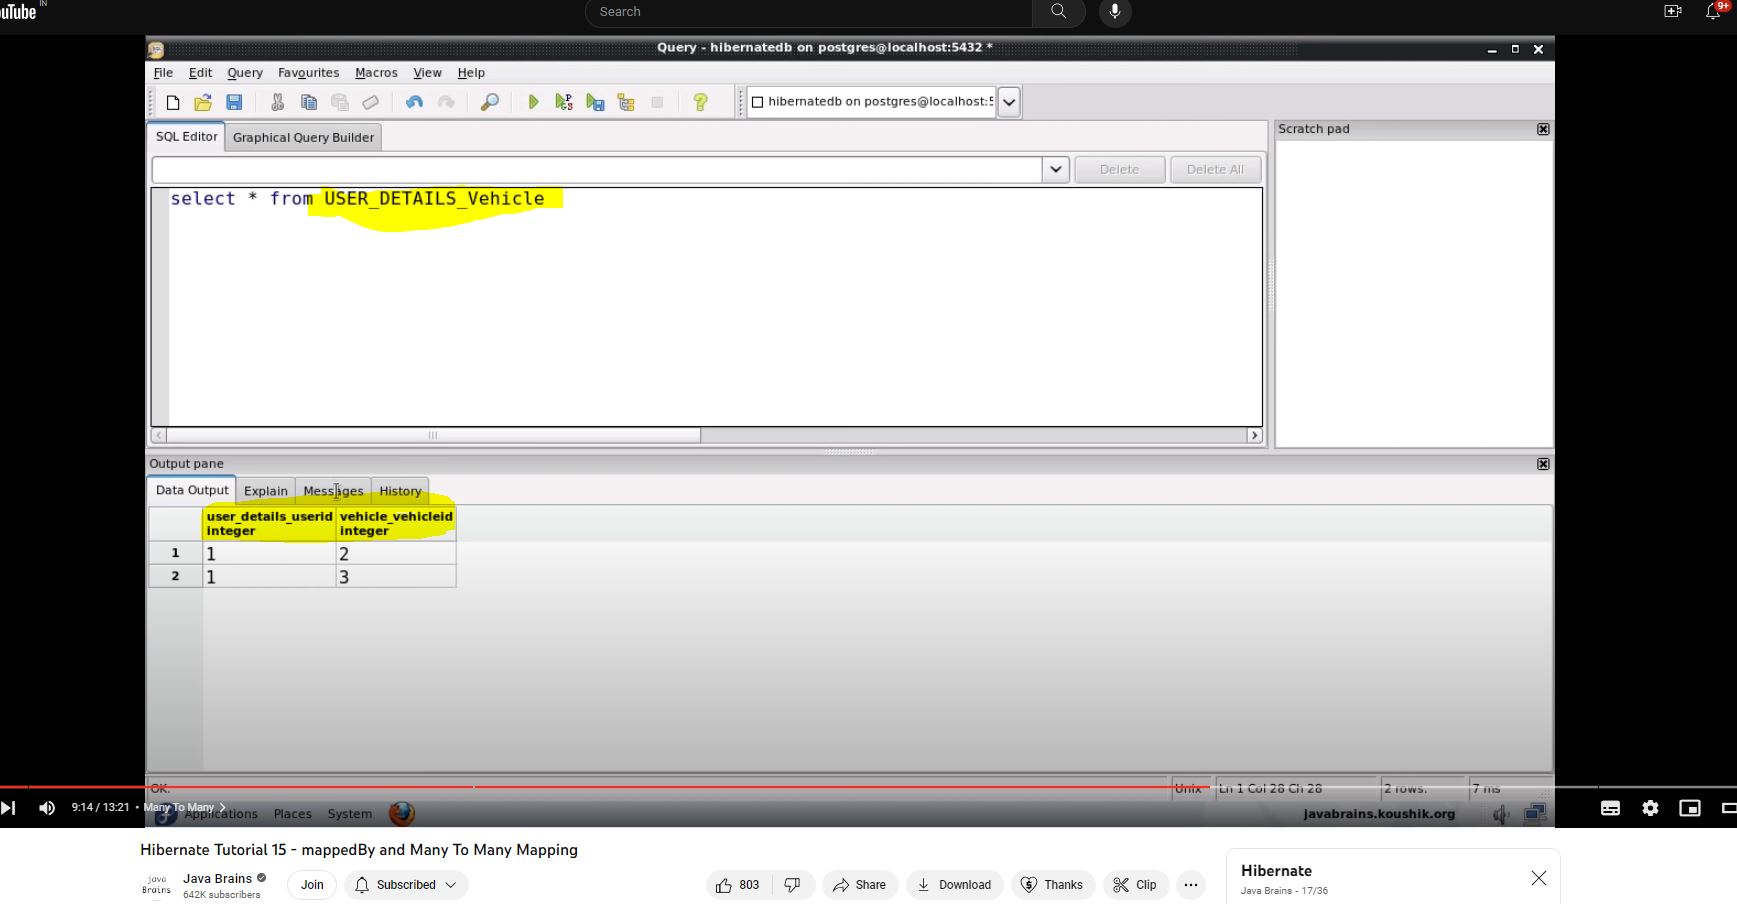 IN
uTube
Search
9+
Query - hibernatedb on postgres@localhost:5432 *
File Edit Query Favourites Macros View Help
hibernatedb on postgres@localhost:5
SQL Editor Graphical Query Builder
Scratch pad
Delete Delete All
select * from USER_DETAILS_Vehicle
Output pane
Data Output Explain Messages History
user_details_userid vehicle_vehicleid
integer integer
1 1 2
2 1 3
OK. Unix Ln 1 Col 28 Ch 28 2 rows. 7 ms
9:14 / 13:21 • Many To Many
Applications Places System javabrains.koushik.org
Hibernate Tutorial 15 - mappedBy and Many To Many Mapping
java
Brains
Java Brains
642K subscribers
Join Subscribed 803 Share Download Thanks Clip
Hibernate
Java Brains - 17/36